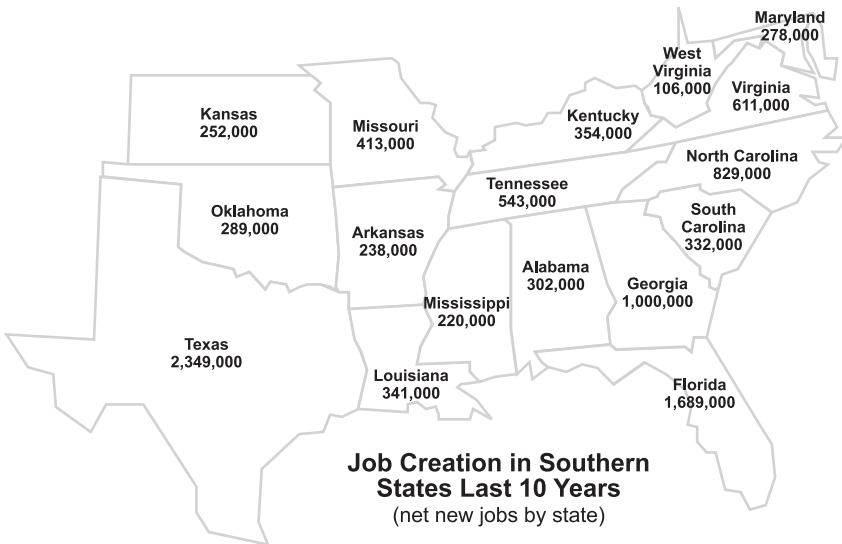 Maryland
278,000
West
Virginia
106,000
Virginia
611,000
Kansas
252,000
Missouri
413,000
Kentucky
354,000
North Carolina
829,000
Tennessee
543,000
Oklahoma
289,000
Arkansas
238,000
South
Carolina
332,000
Alabama
302,000
Georgia
1,000,000
Mississippi
220,000
Texas
2,349,000
Louisiana
341,000
Florida
1,689,000
Job Creation in Southern
States Last 10 Years
(net new jobs by state)